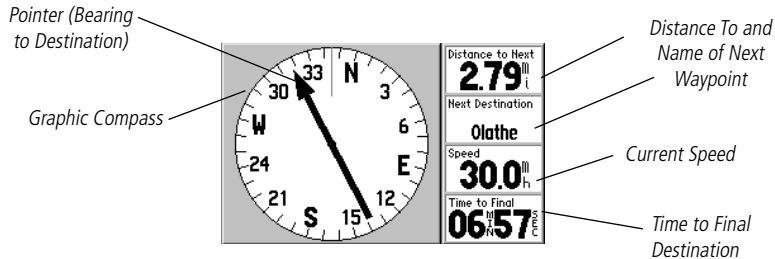 Pointer (Bearing
to Destination)
Graphic Compass
33
N
3
6
E
12
15
S
21
24
W
30
Distance to Next
2.79 mi
Next Destination
Olathe
Speed
30.0 mh
Time to Final
06 MIN 57 SEC
Distance To and
Name of Next
Waypoint
Current Speed
Time to Final
Destination